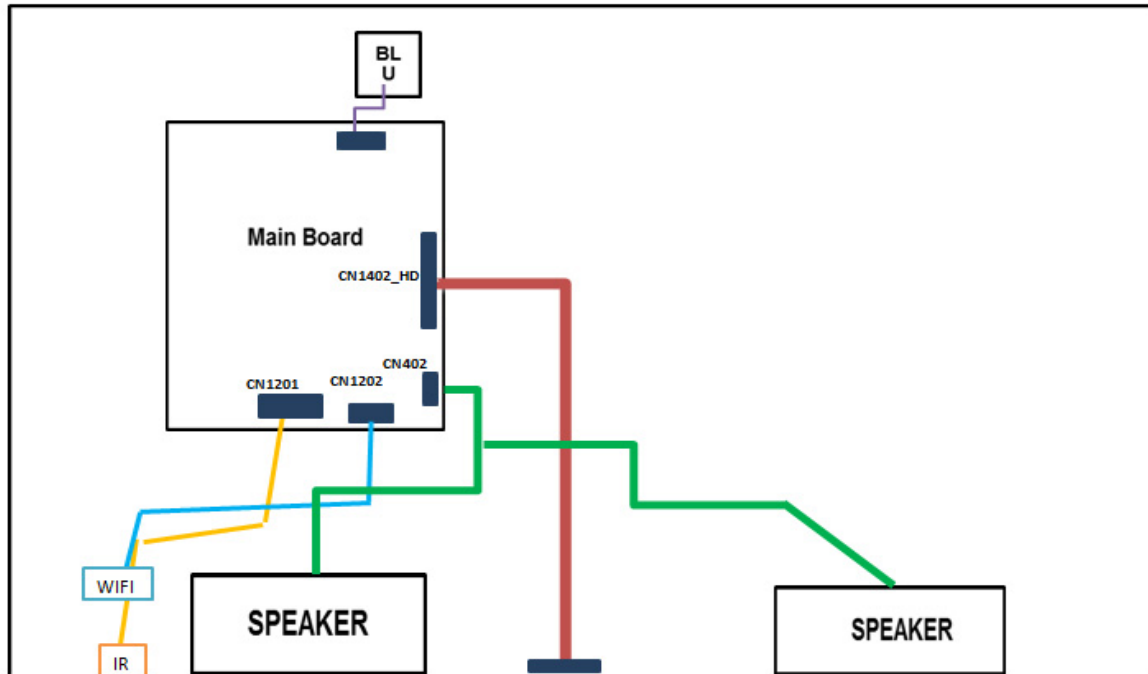 BL
U
Main Board
CN1402_HD
CN402
CN1201
CN1202
WIFI
SPEAKER
SPEAKER
IR